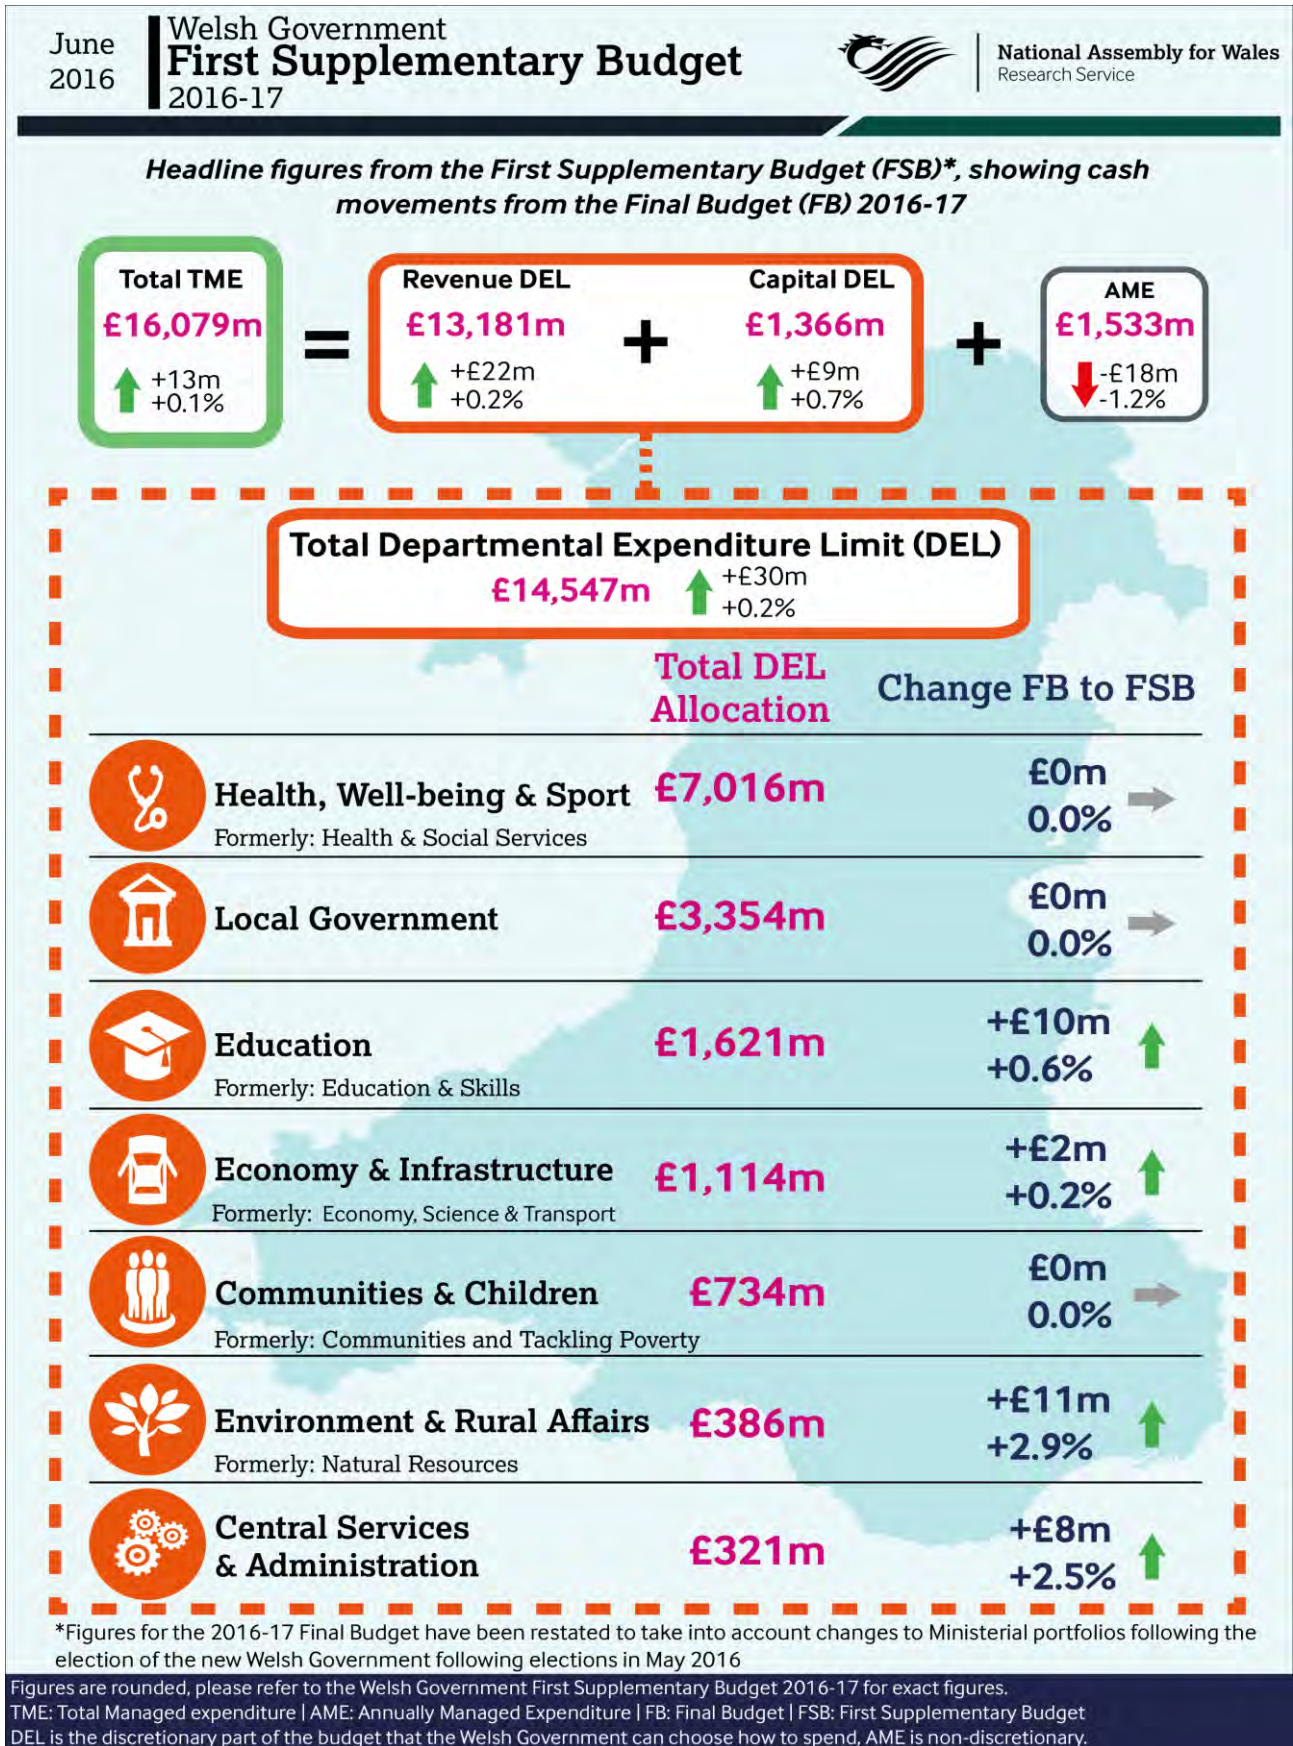 June
2016
Welsh Government
First Supplementary Budget
2016-17
National Assembly for Wales
Research Service
Headline figures from the First Supplementary Budget (FSB)*, showing cash
movements from the Final Budget (FB) 2016-17
Total TME
£16,079m
+13m
+0.1%
=
Revenue DEL
£13,181m
+£22m
+0.2%
+
Capital DEL
£1,366m
+£9m
+0.7%
+
AME
£1,533m
-£18m
-1.2%
Total Departmental Expenditure Limit (DEL)
£14,547m
+£30m
+0.2%
Total DEL
Allocation
Change FB to FSB
Health, Well-being & Sport
Formerly: Health & Social Services
£7,016m
£0m
0.0%
Local Government
£3,354m
£0m
0.0%
Education
Formerly: Education & Skills
£1,621m
+£10m
+0.6%
Economy & Infrastructure
Formerly: Economy, Science & Transport
£1,114m
+£2m
+0.2%
Communities & Children
Formerly: Communities and Tackling Poverty
£734m
£0m
0.0%
Environment & Rural Affairs
Formerly: Natural Resources
£386m
+£11m
+2.9%
Central Services
& Administration
£321m
+£8m
+2.5%
*Figures for the 2016-17 Final Budget have been restated to take into account changes to Ministerial portfolios following the
election of the new Welsh Government following elections in May 2016
Figures are rounded, please refer to the Welsh Government First Supplementary Budget 2016-17 for exact figures.
TME: Total Managed expenditure | AME: Annually Managed Expenditure | FB: Final Budget | FSB: First Supplementary Budget
DEL is the discretionary part of the budget that the Welsh Government can choose how to spend, AME is non-discretionary.